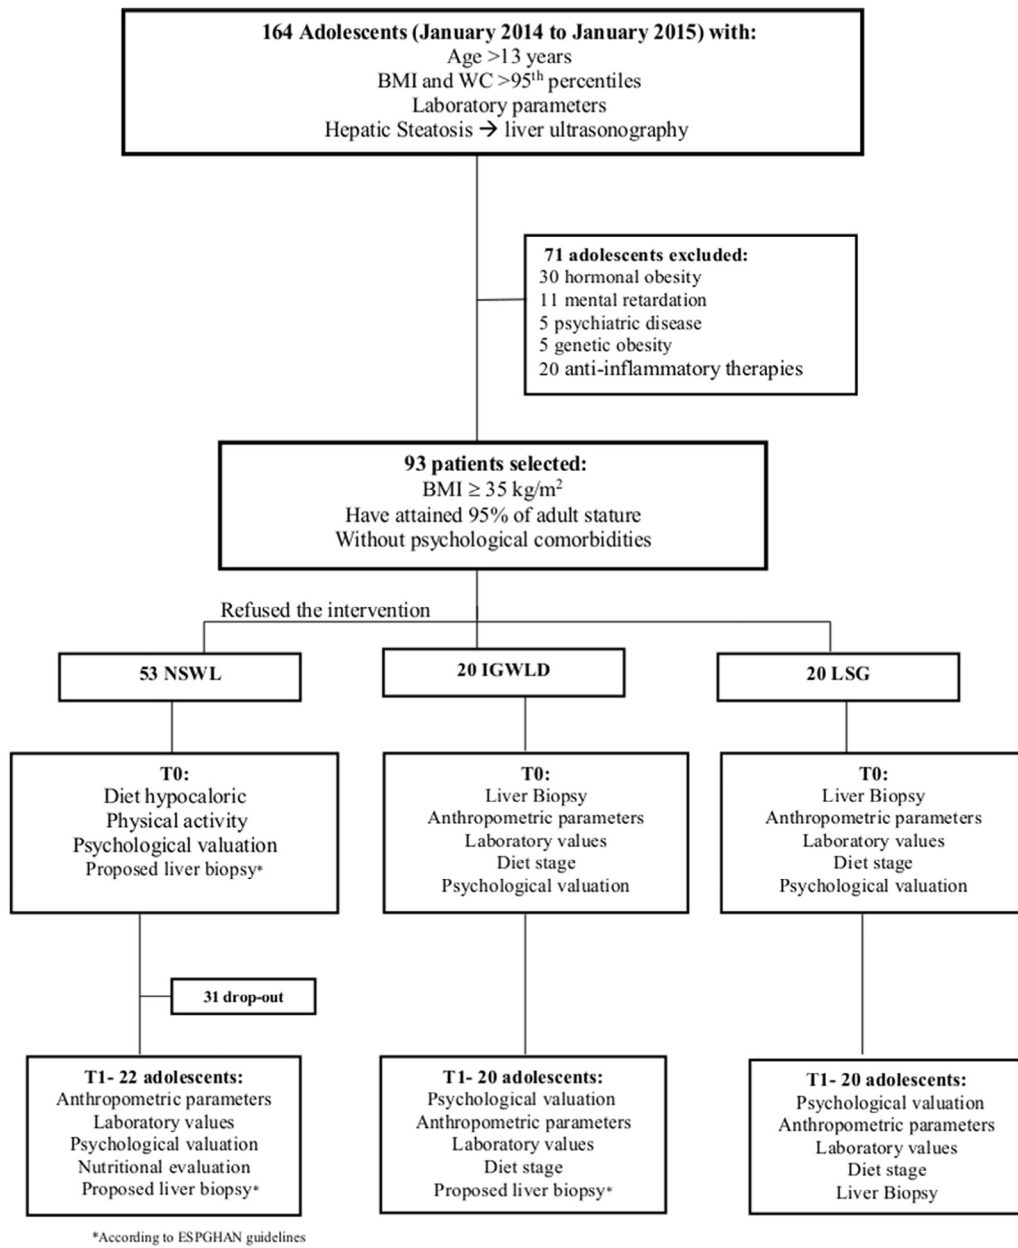 164 Adolescents (January 2014 to January 2015) with:
Age >13 years
BMI and WC >95th percentiles
Laboratory parameters
Hepatic Steatosis → liver ultrasonography
71 adolescents excluded:
30 hormonal obesity
11 mental retardation
5 psychiatric disease
5 genetic obesity
20 anti-inflammatory therapies
93 patients selected:
BMI ≥ 35 kg/m²
Have attained 95% of adult stature
Without psychological comorbidities
Refused the intervention
53 NSWL
20 IGWLD
20 LSG
T0:
Diet hypocaloric
Physical activity
Psychological valuation
Proposed liver biopsy*
T0:
Liver Biopsy
Anthropometric parameters
Laboratory values
Diet stage
Psychological valuation
T0:
Liver Biopsy
Anthropometric parameters
Laboratory values
Diet stage
Psychological valuation
31 drop-out
T1- 22 adolescents:
Anthropometric parameters
Laboratory values
Psychological valuation
Nutritional evaluation
Proposed liver biopsy*
T1- 20 adolescents:
Psychological valuation
Anthropometric parameters
Laboratory values
Diet stage
Proposed liver biopsy*
T1- 20 adolescents:
Psychological valuation
Anthropometric parameters
Laboratory values
Diet stage
Liver Biopsy
*According to ESPGHAN guidelines